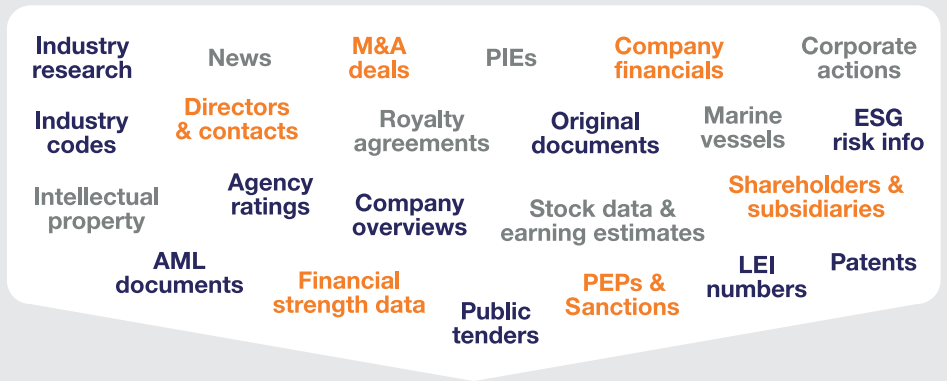 Industry
research
News
M&A
deals
PIEs
Company
financials
Corporate
actions
Industry
codes
Directors
& contacts
Royalty
agreements
Original
documents
Marine
vessels
ESG
risk info
Intellectual
property
Agency
ratings
Company
overviews
Stock data &
earning estimates
Shareholders &
subsidiaries
AML
documents
Financial
strength data
Public
tenders
PEPs &
Sanctions
LEI
numbers
Patents